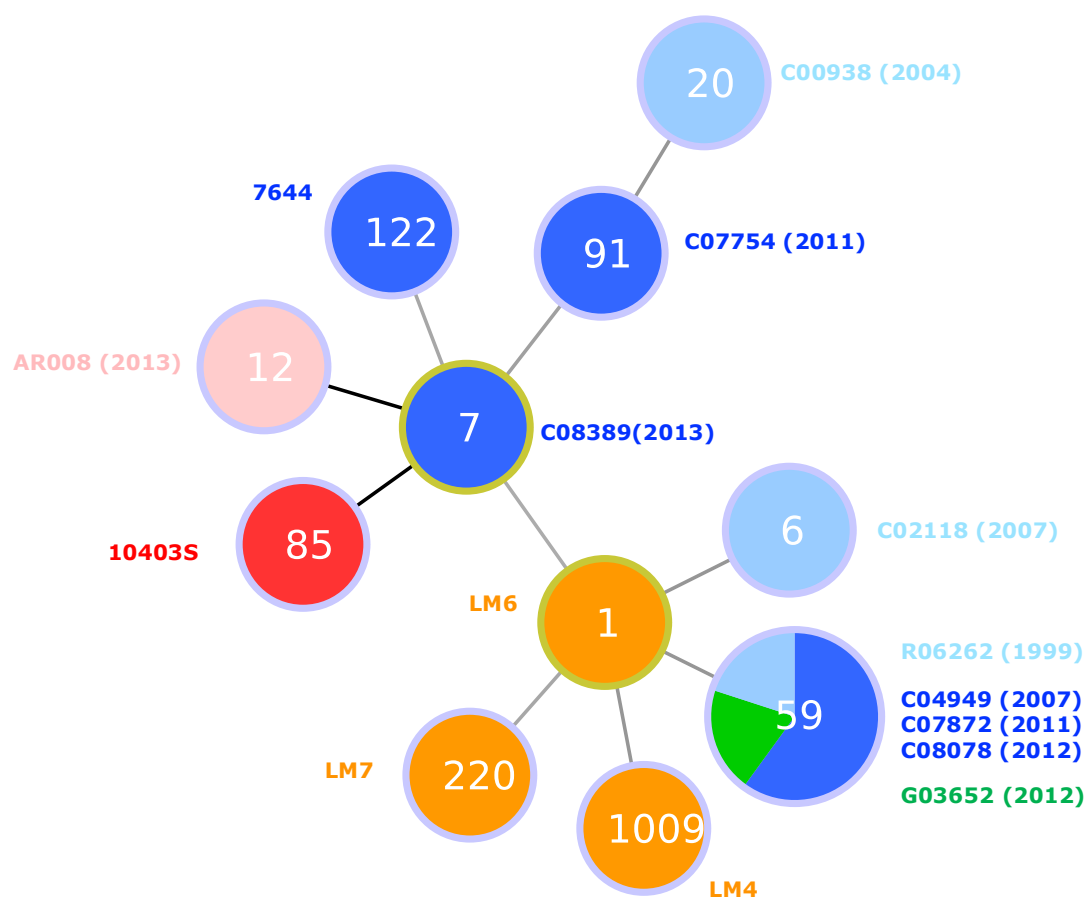 20
C00938 (2004)
7644
122
91
C07754 (2011)
AR008 (2013)
12
7
C08389(2013)
10403S
85
6
C02118 (2007)
LM6
1
R06262 (1999)
59
C04949 (2007)
C07872 (2011)
C08078 (2012)
G03652 (2012)
LM7
220
1009
LM4